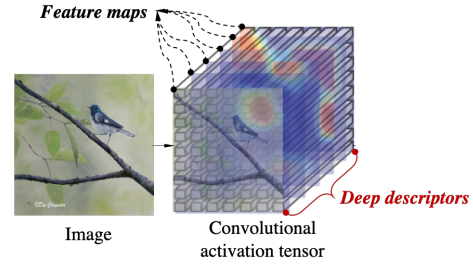 Feature maps
Deep descriptors
Image
Convolutional
activation tensor